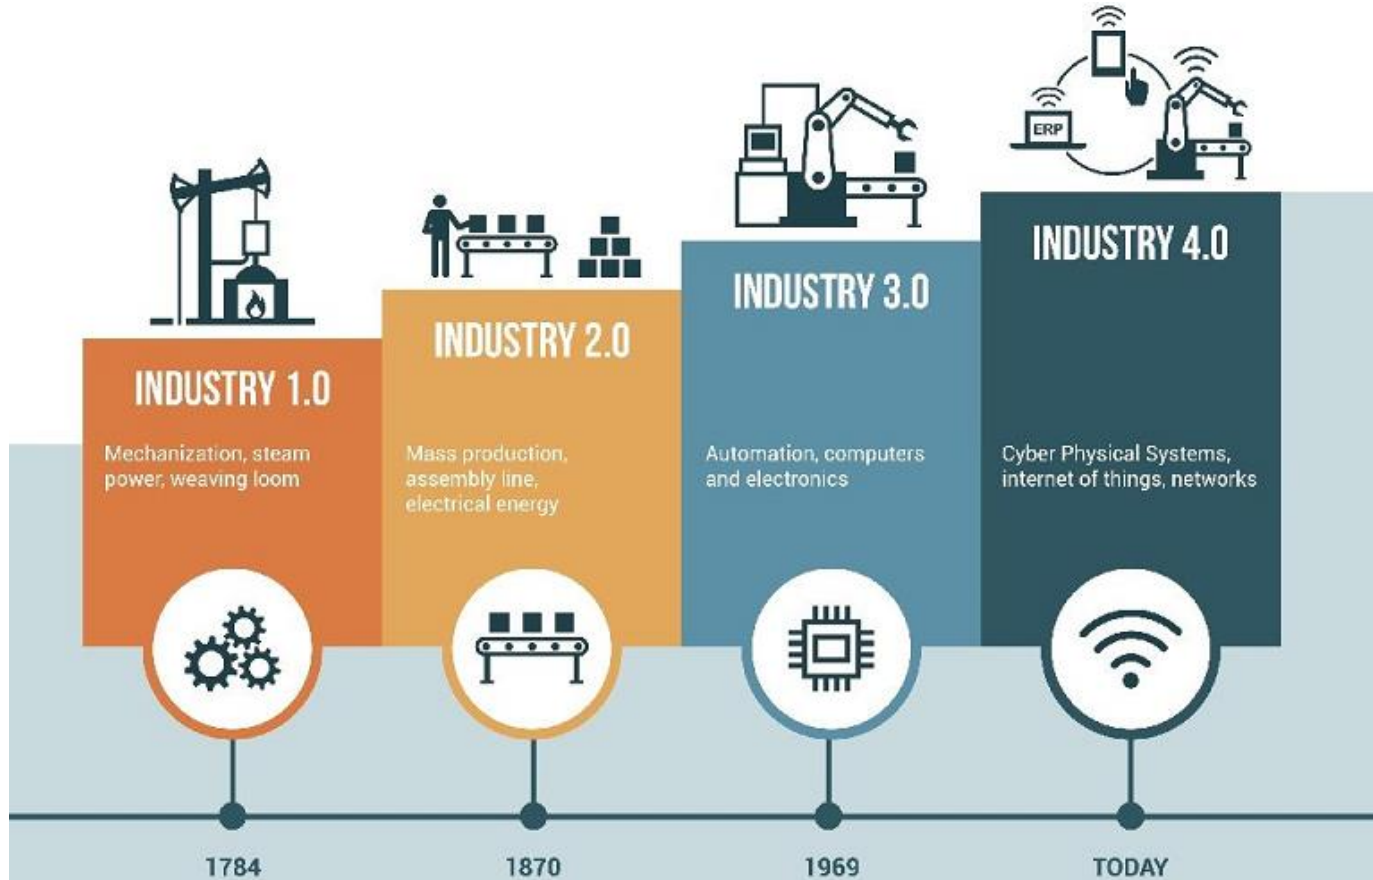 ERP
INDUSTRY 1.0
Mechanization, steam
power, weaving loom
INDUSTRY 2.0
Mass production,
assembly line,
electrical energy
INDUSTRY 3.0
Automation, computers
and electronics
INDUSTRY 4.0
Cyber Physical Systems,
internet of things, networks
1784
1870
1969
TODAY